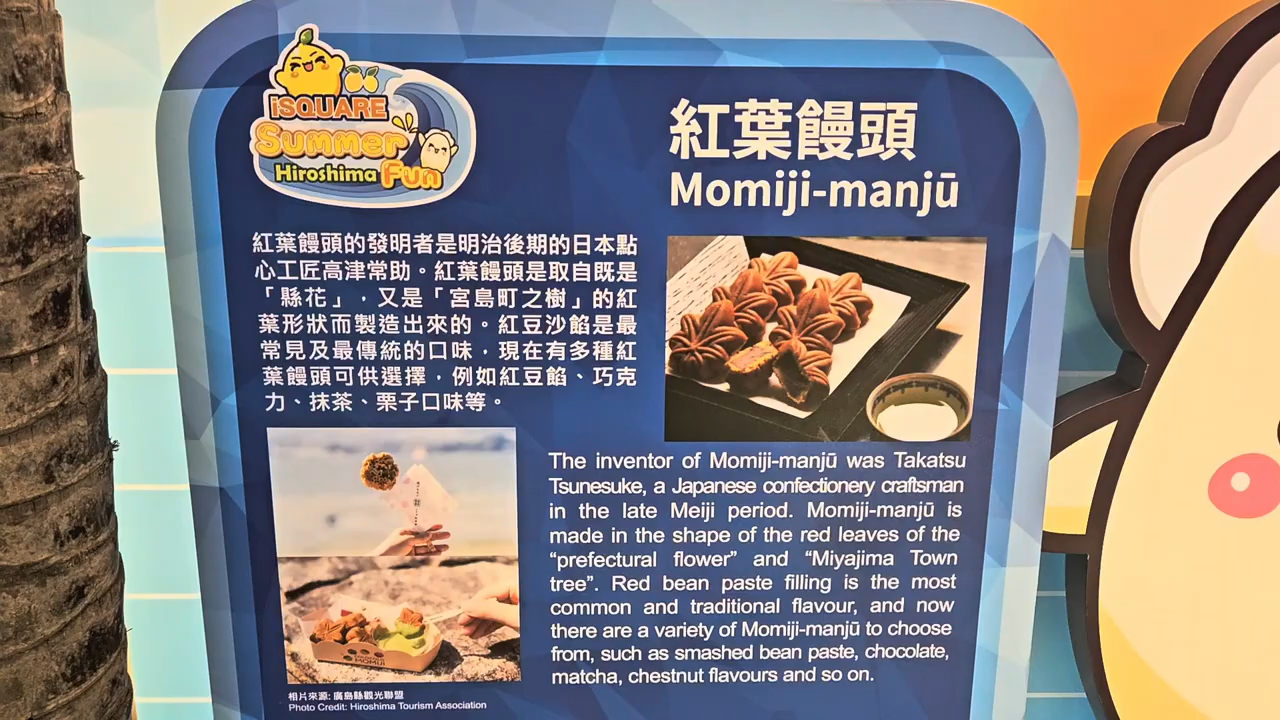 iSQUARE
Summer
Hiroshima Fun
紅葉饅頭
Momiji-manjū
紅葉饅頭的發明者是明治後期的日本點
心工匠高津常助。紅葉饅頭是取自既是
「縣花」，又是「宮島町之樹」的紅
葉形狀而製造出來的。紅豆沙餡是最
常見及最傳統的口味，現在有多種紅
葉饅頭可供選擇，例如紅豆餡、巧克
力、抹茶、栗子口味等。
The inventor of Momiji-manjū was Takatsu
Tsunesuke, a Japanese confectionery craftsman
in the late Meiji period. Momiji-manjū is
made in the shape of the red leaves of the
“prefectural flower” and “Miyajima Town
tree”. Red bean paste filling is the most
common and traditional flavour, and now
there are a variety of Momiji-manjū to choose
from, such as smashed bean paste, chocolate,
matcha, chestnut flavours and so on.
MOMIJI
相片來源: 廣島縣觀光聯盟
Photo Credit: Hiroshima Tourism Association